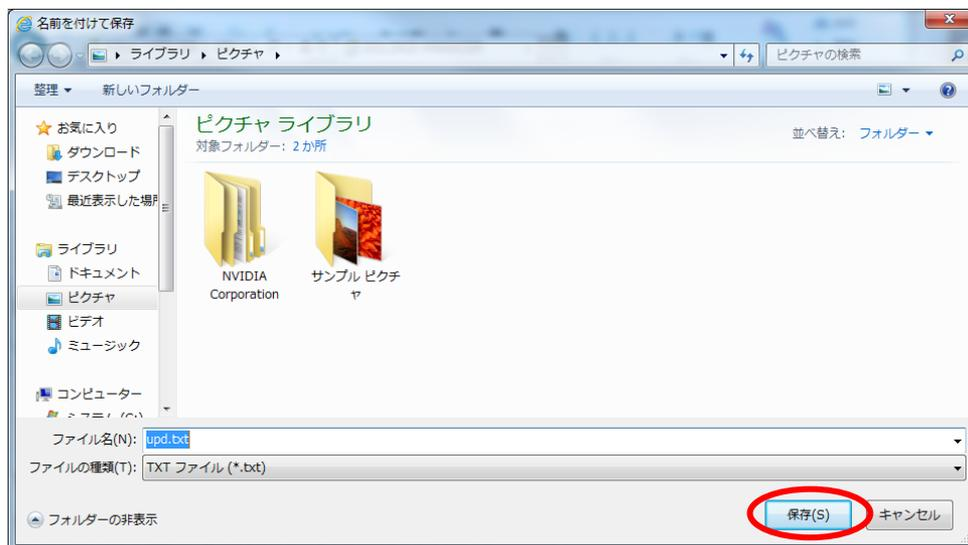 名前を付けて保存
ライブラリ ピクチャ
ピクチャの検索
整理 新しいフォルダー
お気に入り
ダウンロード
デスクトップ
最近表示した場所
ライブラリ
ドキュメント
ピクチャ
ビデオ
ミュージック
コンピューター
ピクチャ ライブラリ
対象フォルダー: 2 か所
並べ替え: フォルダー
NVIDIA
Corporation
サンプル ピクチ
ャ
ファイル名(N): upd.txt
ファイルの種類(T): TXT ファイル (*.txt)
フォルダーの非表示
保存(S) キャンセル